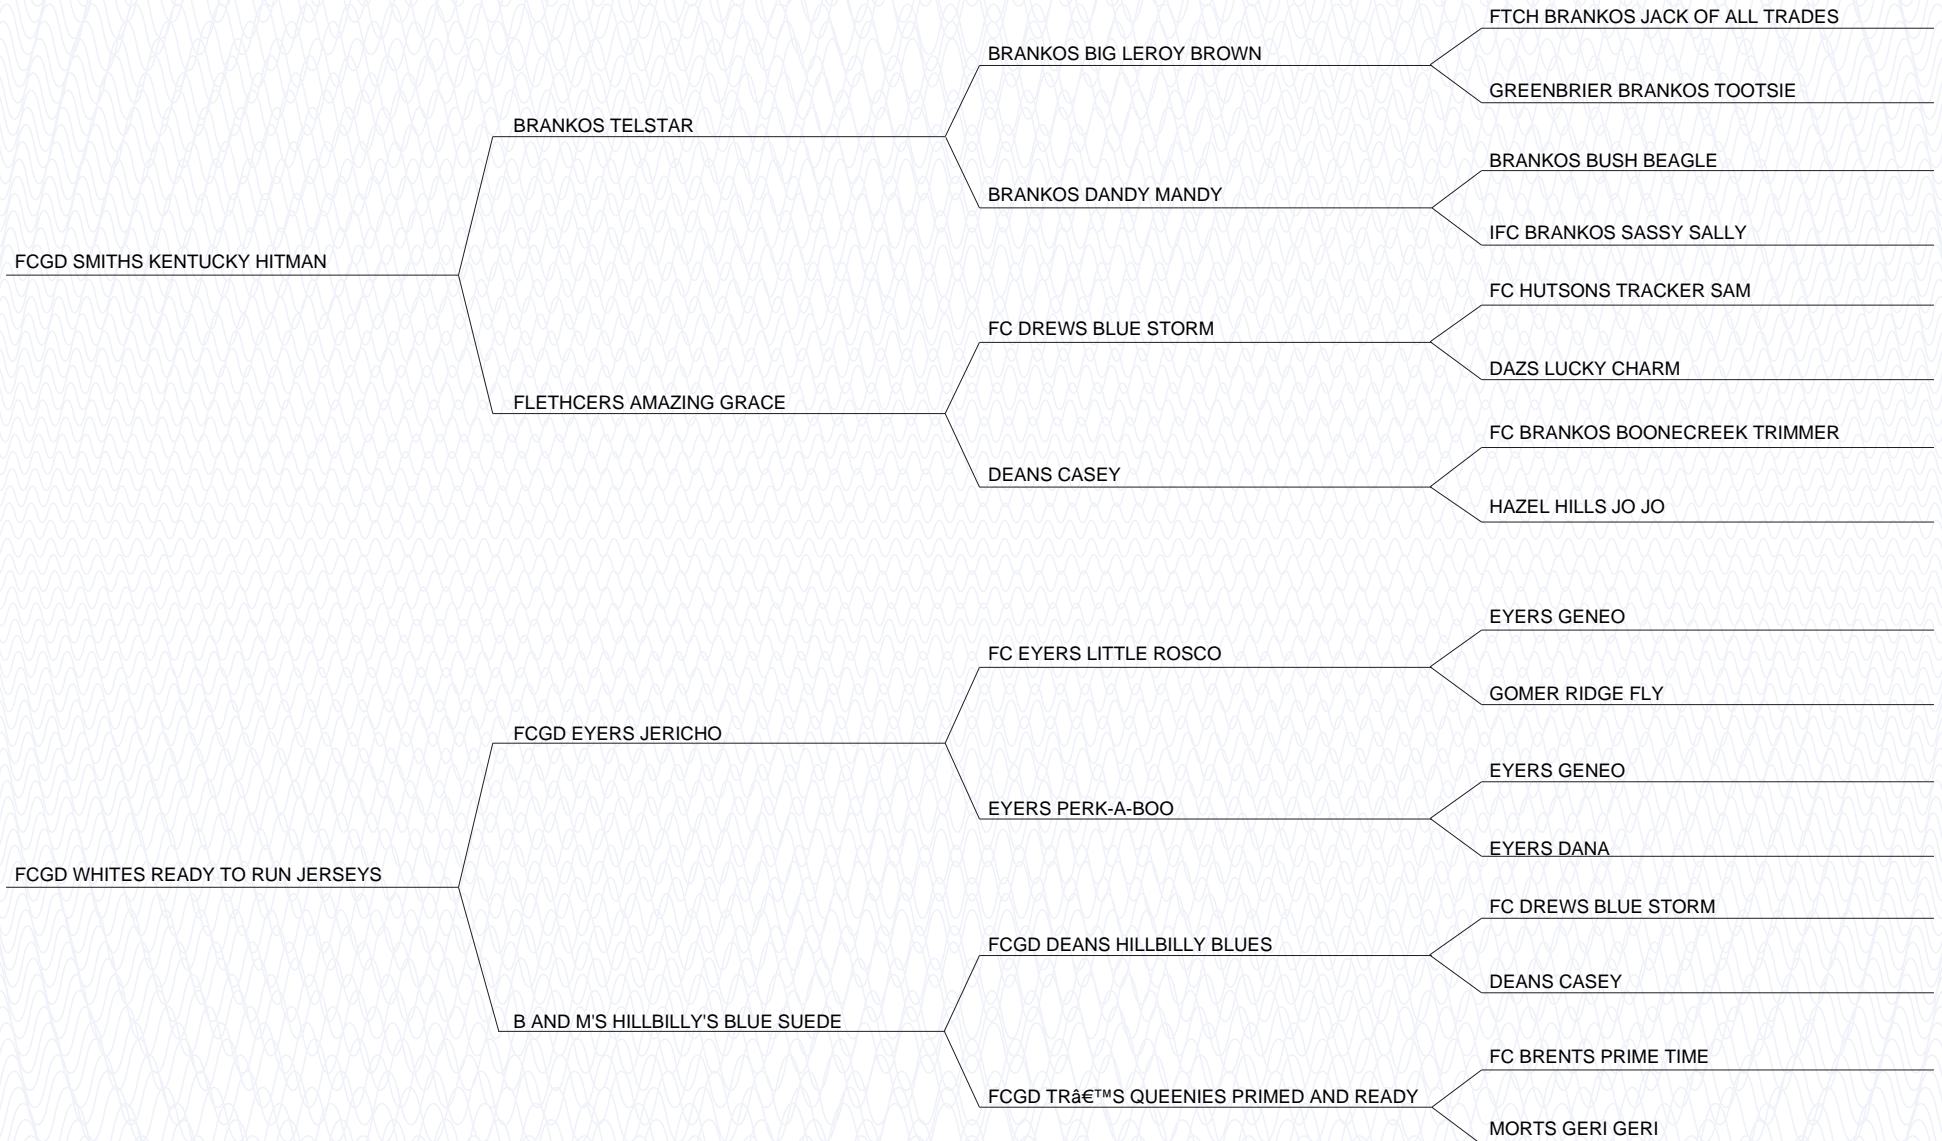 FTCH BRANKOS JACK OF ALL TRADES
BRANKOS BIG LEROY BROWN
GREENBRIER BRANKOS TOOTSIE
BRANKOS TELSTAR
BRANKOS BUSH BEAGLE
BRANKOS DANDY MANDY
IFC BRANKOS SASSY SALLY
FCGD SMITHS KENTUCKY HITMAN
FC HUTSONS TRACKER SAM
FC DREWS BLUE STORM
DAZS LUCKY CHARM
FLETHCERS AMAZING GRACE
FC BRANKOS BOONECREEK TRIMMER
DEANS CASEY
HAZEL HILLS JO JO
EYERS GENEO
FC EYERS LITTLE ROSCO
GOMER RIDGE FLY
FCGD EYERS JERICHO
EYERS GENEO
EYERS PERK-A-BOO
EYERS DANA
FCGD WHITES READY TO RUN JERSEYS
FC DREWS BLUE STORM
FCGD DEANS HILLBILLY BLUES
DEANS CASEY
B AND M'S HILLBILLY'S BLUE SUEDE
FC BRENTS PRIME TIME
FCGD TRâ€™S QUEENIES PRIMED AND READY
MORTS GERI GERI